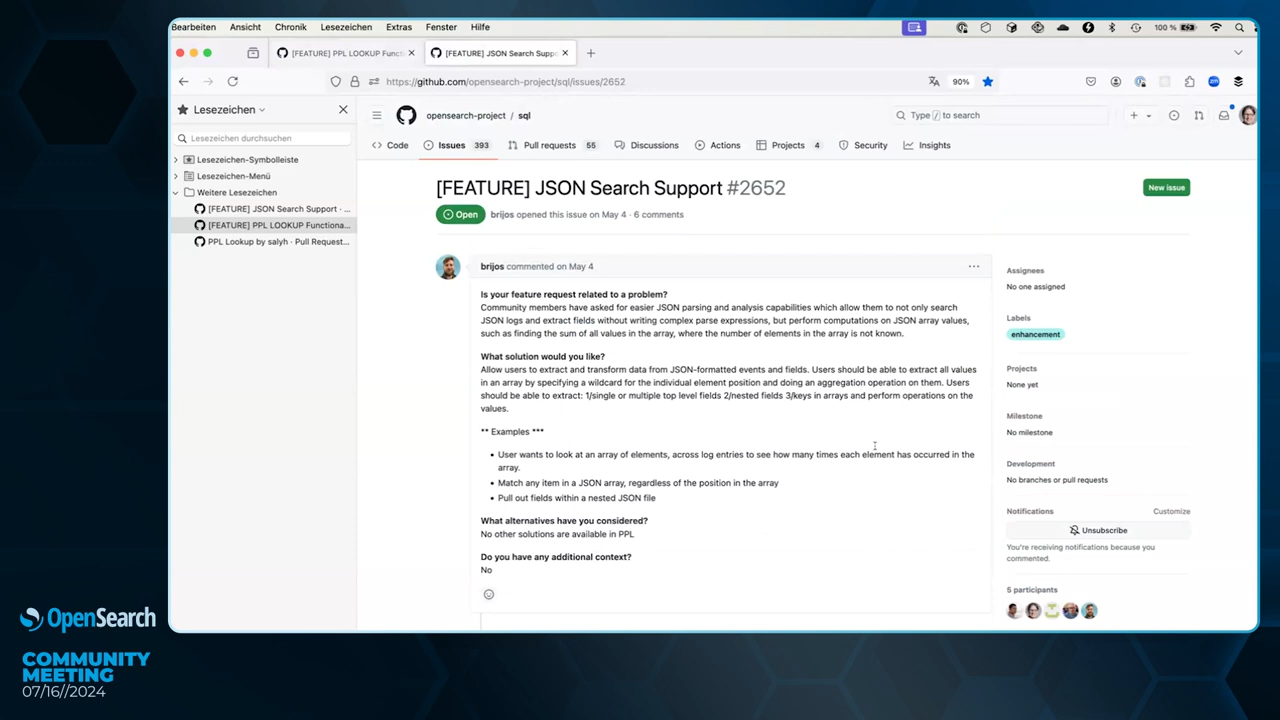 Bearbeiten Ansicht Chronik Lesezeichen Extras Fenster Hilfe 100 %
[FEATURE] PPL LOOKUP Functi [FEATURE] JSON Search Suppo
https://github.com/opensearch-project/sql/issues/2652 90%
Lesezeichen
Lesezeichen durchsuchen
Lesezeichen-Symbolleiste
Lesezeichen-Menü
Weitere Lesezeichen
[FEATURE] JSON Search Support · ...
[FEATURE] PPL LOOKUP Functiona...
PPL Lookup by salyh · Pull Request...
opensearch-project / sql
Type / to search
Code Issues 393 Pull requests 55 Discussions Actions Projects 4 Security Insights
[FEATURE] JSON Search Support #2652
New issue
Open brijos opened this issue on May 4 · 6 comments
brijos commented on May 4
Is your feature request related to a problem?
Community members have asked for easier JSON parsing and analysis capabilities which allow them to not only search
JSON logs and extract fields without writing complex parse expressions, but perform computations on JSON array values,
such as finding the sum of all values in the array, where the number of elements in the array is not known.
What solution would you like?
Allow users to extract and transform data from JSON-formatted events and fields. Users should be able to extract all values
in an array by specifying a wildcard for the individual element position and doing an aggregation operation on them. Users
should be able to extract: 1/single or multiple top level fields 2/nested fields 3/keys in arrays and perform operations on the
values.
** Examples ***
• User wants to look at an array of elements, across log entries to see how many times each element has occurred in the
array.
• Match any item in a JSON array, regardless of the position in the array
• Pull out fields within a nested JSON file
What alternatives have you considered?
No other solutions are available in PPL
Do you have any additional context?
No
Assignees
No one assigned
Labels
enhancement
Projects
None yet
Milestone
No milestone
Development
No branches or pull requests
Notifications Customize
Unsubscribe
You're receiving notifications because you
commented.
5 participants
OpenSearch
COMMUNITY
MEETING
07/16//2024